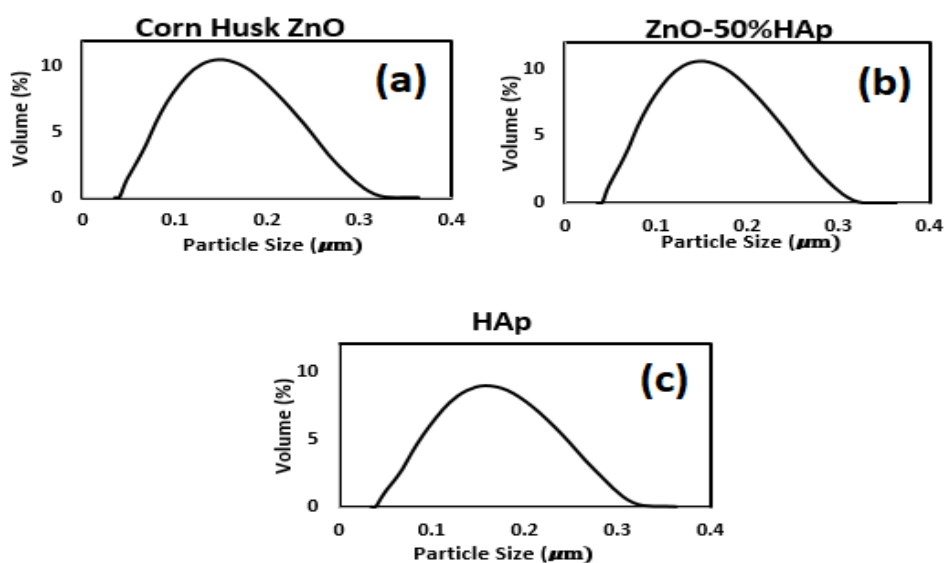 Corn Husk ZnO
(a)
Volume (%)
10
5
0
0 0.1 0.2 0.3 0.4
Particle Size (μm)
ZnO-50%HAp
(b)
Volume (%)
10
5
0
0 0.1 0.2 0.3 0.4
Particle Size (μm)
HAp
(c)
Volume (%)
10
5
0
0 0.1 0.2 0.3 0.4
Particle Size (μm)